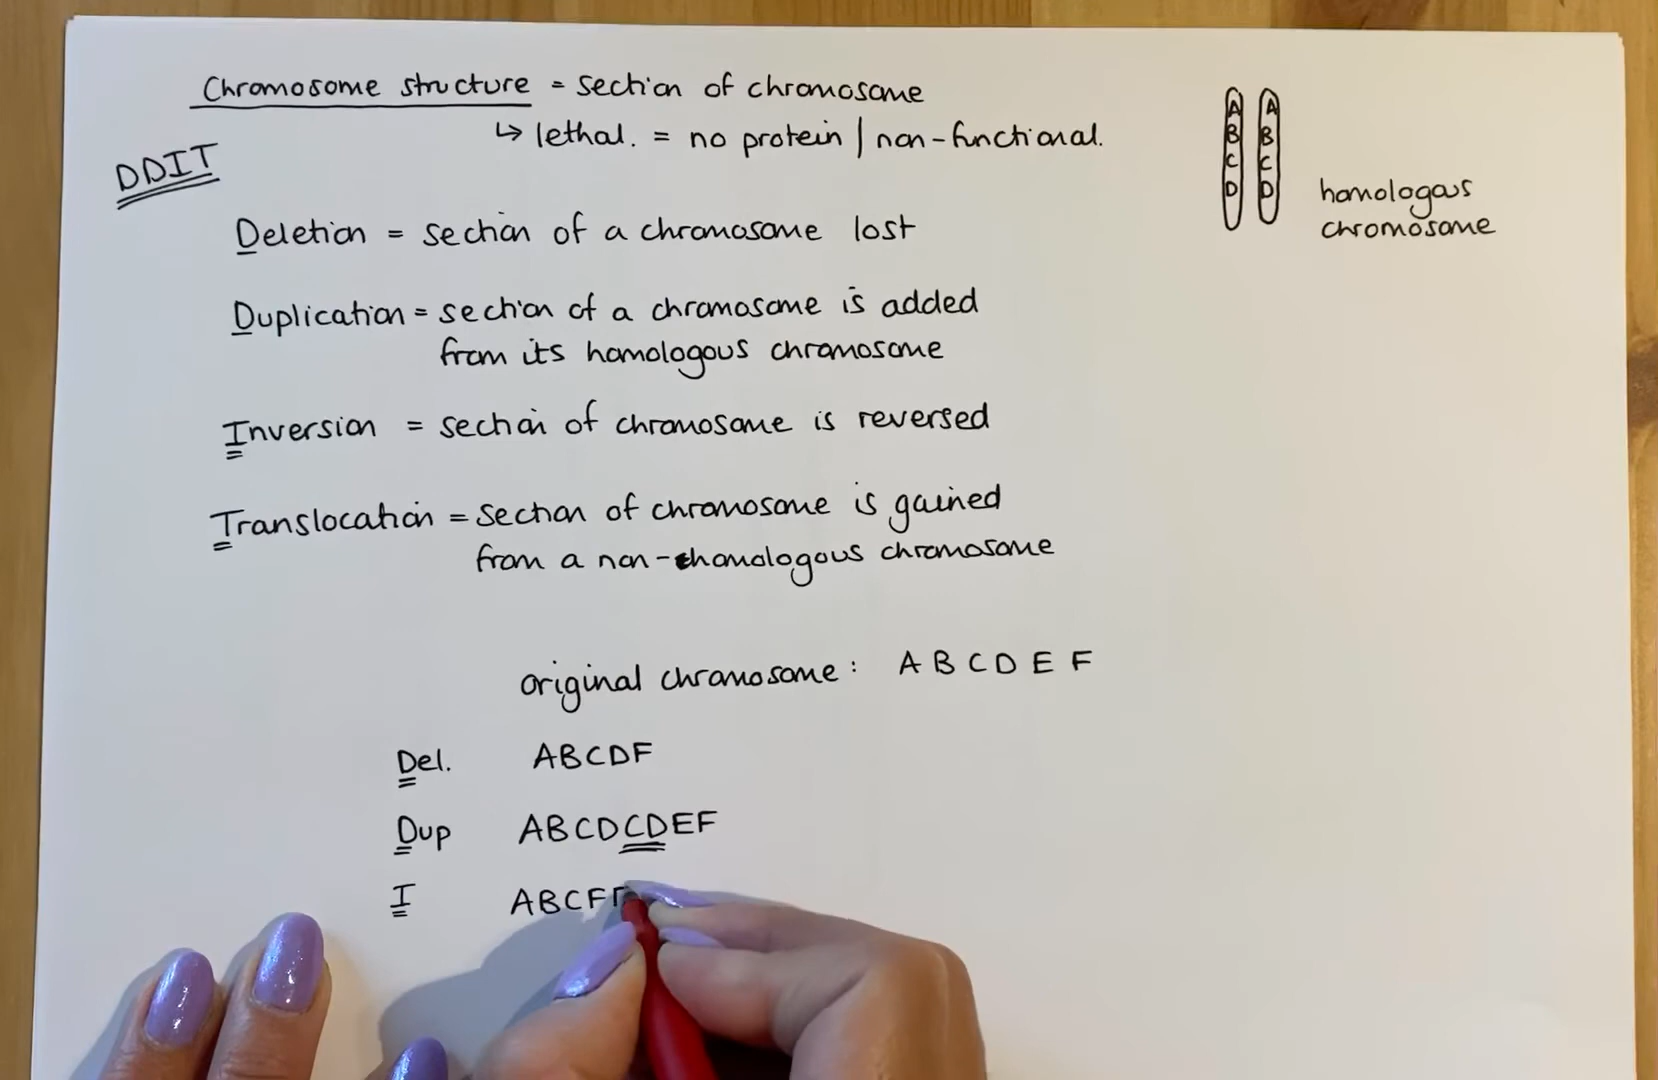 Chromosome structure = section of chromosome
↳ lethal. = no protein | non-functional.
DDIT
Deletion = section of a chromosome lost
Duplication = section of a chromosome is added
from its homologous chromosome
Inversion = section of chromosome is reversed
Translocation = section of chromosome is gained
from a non-homologous chromosome
A A
B B
C C
D D
homologous
chromosome
original chromosome: A B C D E F
Del. ABCDF
Dup ABCDCDEF
I ABCF